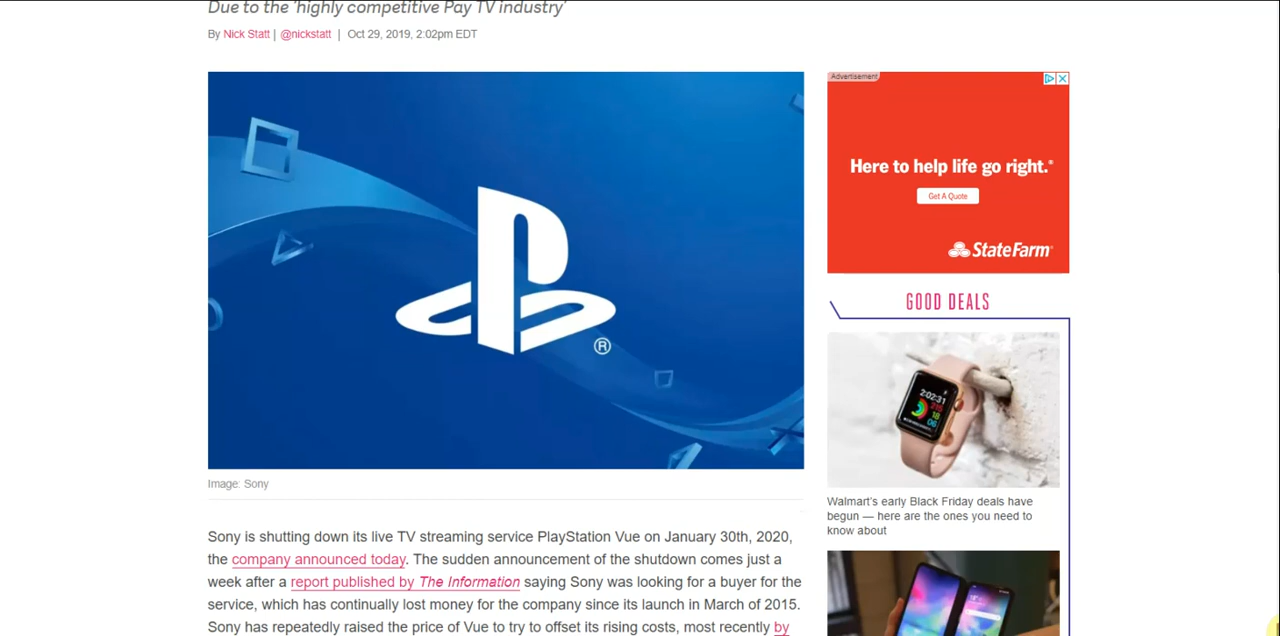 Due to the 'highly competitive Pay TV industry'
By Nick Statt | @nickstatt | Oct 29, 2019, 2:02pm EDT
Advertisement
Here to help life go right.®
Get A Quote
StateFarm®
GOOD DEALS
®
2:02:31
18
06
Walmart's early Black Friday deals have
begun — here are the ones you need to
know about
Image: Sony
Sony is shutting down its live TV streaming service PlayStation Vue on January 30th, 2020,
the company announced today. The sudden announcement of the shutdown comes just a
week after a report published by The Information saying Sony was looking for a buyer for the
service, which has continually lost money for the company since its launch in March of 2015.
Sony has repeatedly raised the price of Vue to try to offset its rising costs, most recently by